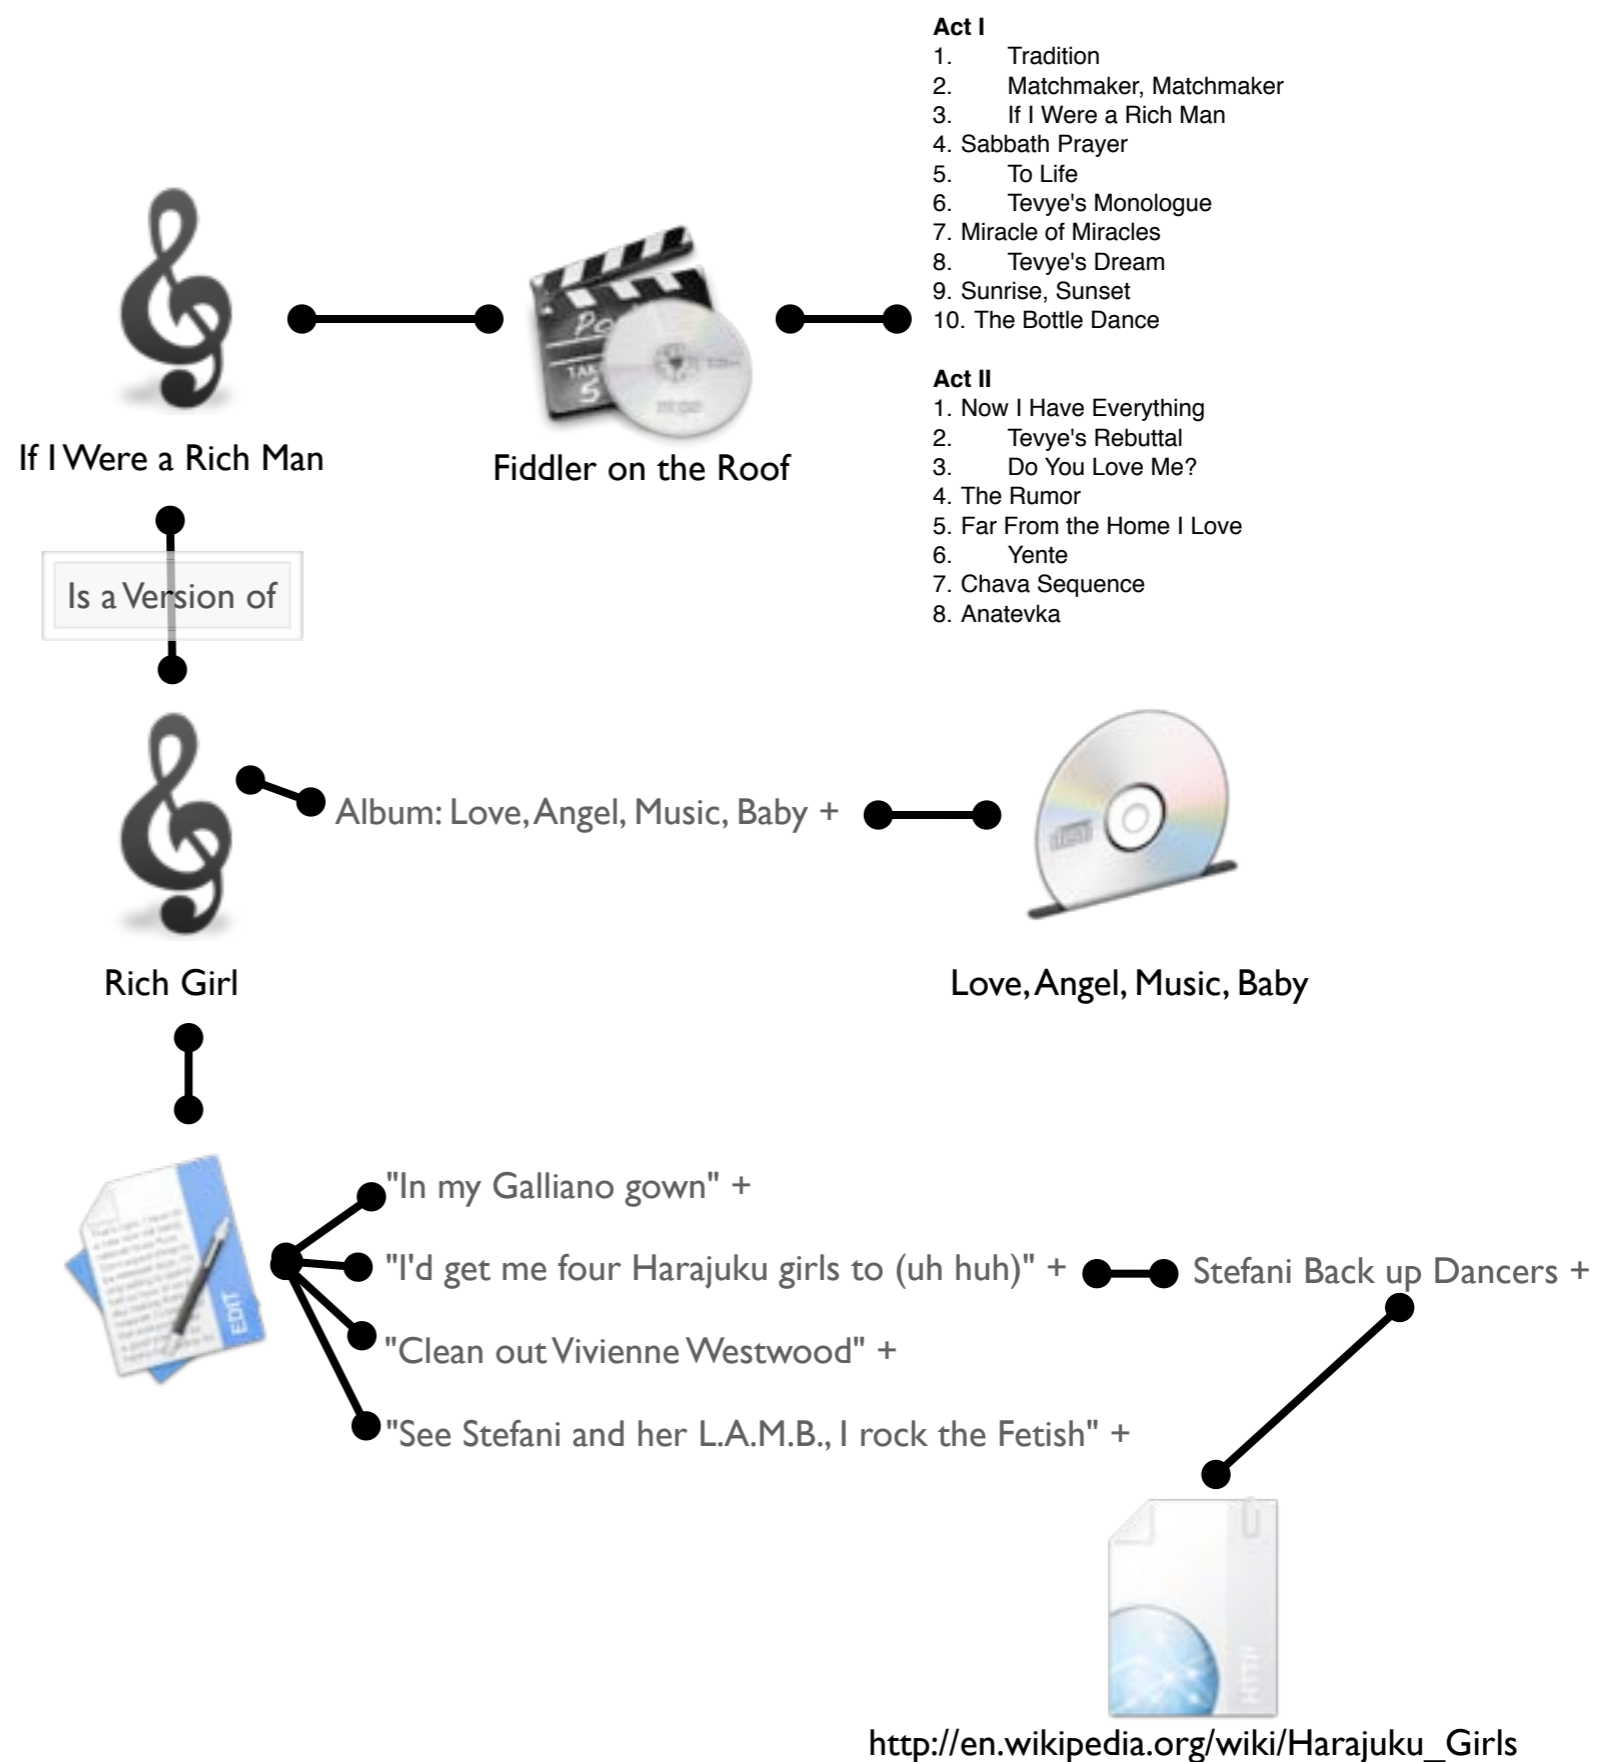 Act I
1. Tradition
2. Matchmaker, Matchmaker
3. If I Were a Rich Man
4. Sabbath Prayer
5. To Life
6. Tevye's Monologue
7. Miracle of Miracles
8. Tevye's Dream
9. Sunrise, Sunset
10. The Bottle Dance
Act II
1. Now I Have Everything
2. Tevye's Rebuttal
3. Do You Love Me?
4. The Rumor
5. Far From the Home I Love
6. Yente
7. Chava Sequence
8. Anatevka
If I Were a Rich Man
Fiddler on the Roof
Is a Version of
Album: Love, Angel, Music, Baby +
Rich Girl
Love, Angel, Music, Baby
"In my Galliano gown" +
"I'd get me four Harajuku girls to (uh huh)" +
Stefani Back up Dancers +
"Clean out Vivienne Westwood" +
"See Stefani and her L.A.M.B., I rock the Fetish" +
EDIT
HTTP
http://en.wikipedia.org/wiki/Harajuku_Girls